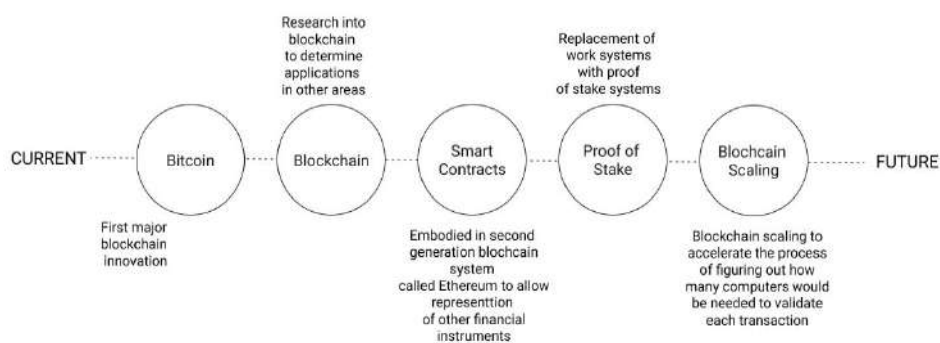 Research into
blockchain
to determine
applications
in other areas
Replacement of
work systems
with proof
of stake systems
CURRENT
Bitcoin
Blockchain
Smart
Contracts
Proof of
Stake
Blochcain
Scaling
FUTURE
First major
blockchain
innovation
Embodied in second
generation blochcain
system
called Ethereum to allow
representtion
of other financial
instruments
Blockchain scaling to
accelerate the process
of figuring out how
many computers would
be needed to validate
each transaction